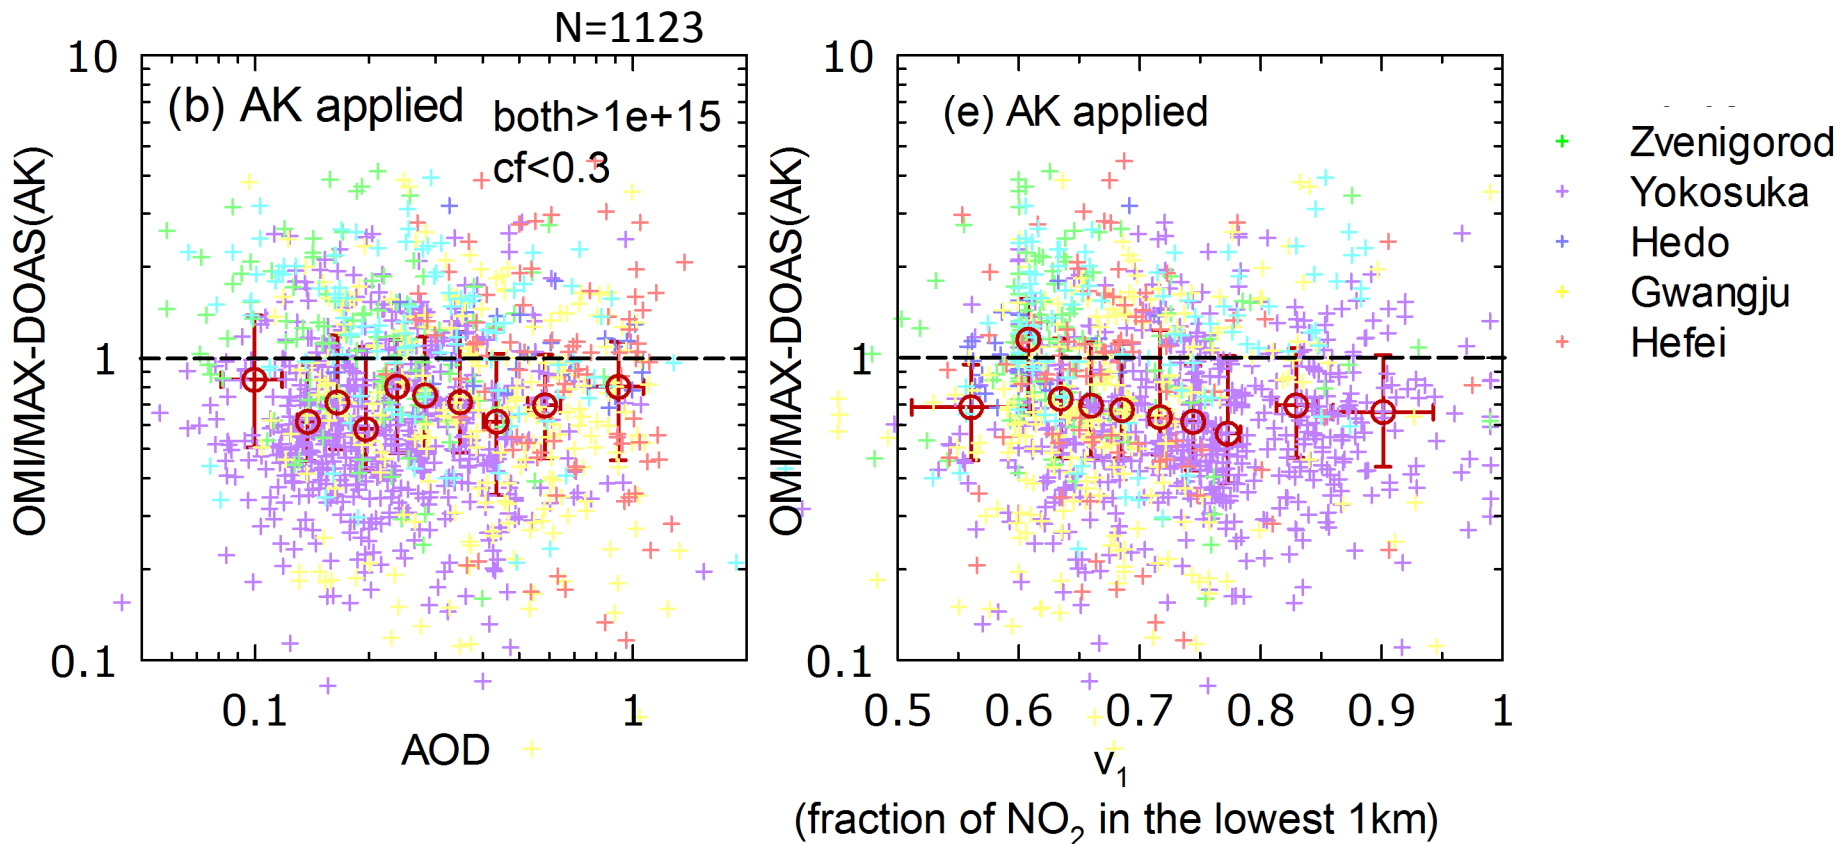 N=1123
10
(b) AK applied
both>1e+15
cf<0.3
OMI/MAX-DOAS(AK)
1
0.1
0.1
1
AOD
10
(e) AK applied
OMI/MAX-DOAS(AK)
1
0.1
0.5
0.6
0.7
0.8
0.9
1
v₁
(fraction of NO₂ in the lowest 1km)
Zvenigorod
Yokosuka
Hedo
Gwangju
Hefei